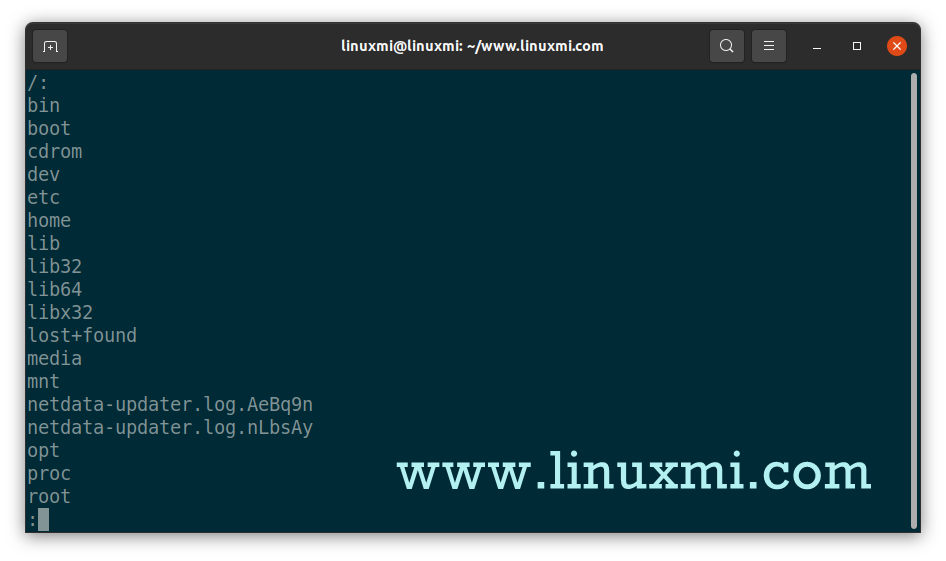 linuxmi@linuxmi: ~/www.linuxmi.com
/:
bin
boot
cdrom
dev
etc
home
lib
lib32
lib64
libx32
lost+found
media
mnt
netdata-updater.log.AeBq9n
netdata-updater.log.nLbsAy
opt
proc
root
:
www.linuxmi.com